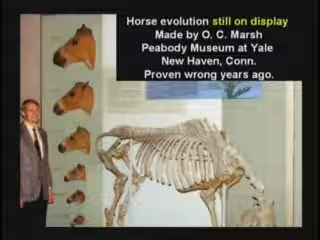 Horse evolution still on display
Made by O. C. Marsh
Peabody Museum at Yale
New Haven, Conn.
Proven wrong years ago.